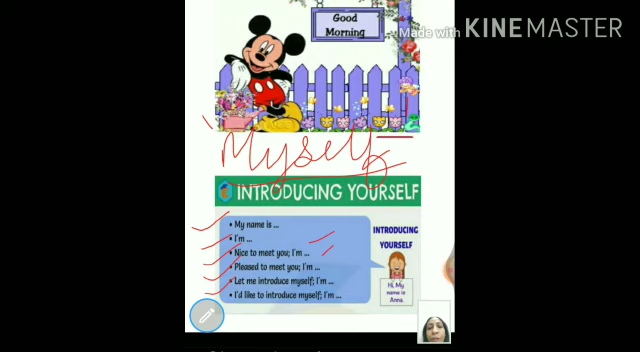 Good
Morning
Made with KINEMASTER
Myself
INTRODUCING YOURSELF
• My name is ...
• I'm ...
• Nice to meet you; I'm ...
• Pleased to meet you; I'm ...
• Let me introduce myself; I'm ...
• I'd like to introduce myself; I'm ...
INTRODUCING
YOURSELF
Hi, My
name is
Anna.